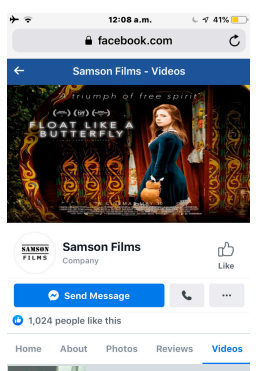 12:08 a.m.
41%
facebook.com
Samson Films - Videos
a triumph of free spirit
FLOAT LIKE A
BUTTERFLY
SAMSON
FILMS
Samson Films
Company
Like
Send Message
1,024 people like this
Home About Photos Reviews Videos